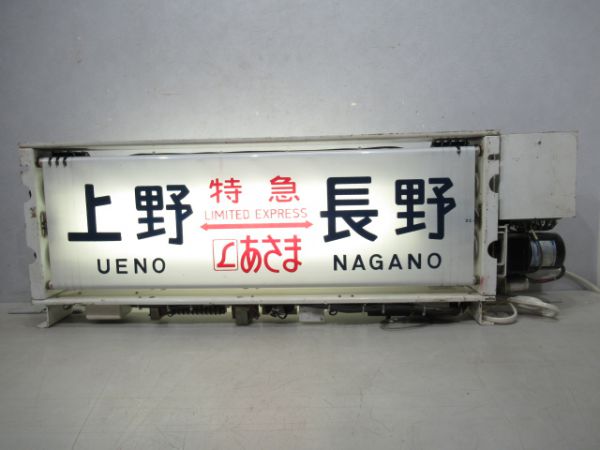 上野 特急 長野
LIMITED EXPRESS
UENO Lあさま NAGANO